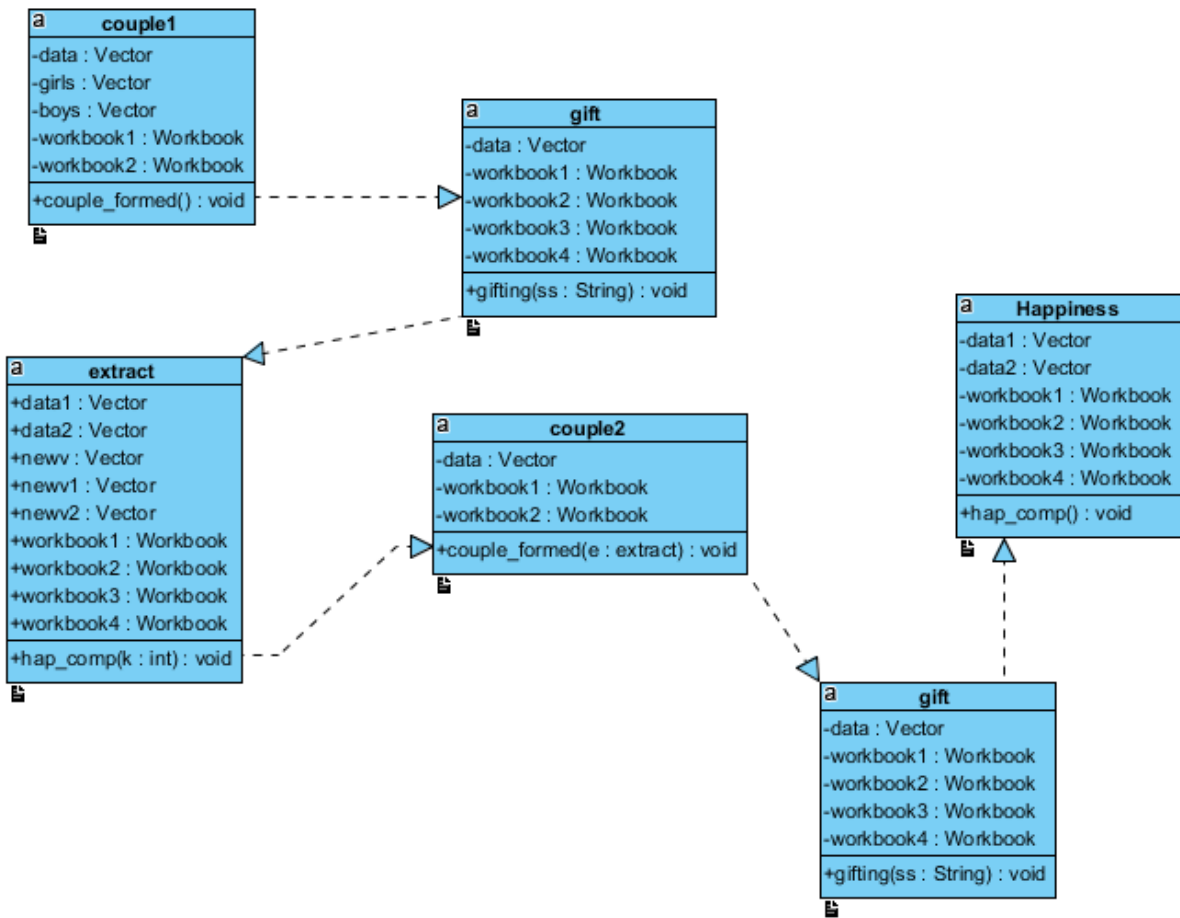 a
couple1
-data : Vector
-girls : Vector
-boys : Vector
-workbook1 : Workbook
-workbook2 : Workbook
+couple_formed() : void
a
gift
-data : Vector
-workbook1 : Workbook
-workbook2 : Workbook
-workbook3 : Workbook
-workbook4 : Workbook
+gifting(ss : String) : void
a
extract
+data1 : Vector
+data2 : Vector
+newv : Vector
+newv1 : Vector
+newv2 : Vector
+workbook1 : Workbook
+workbook2 : Workbook
+workbook3 : Workbook
+workbook4 : Workbook
+hap_comp(k : int) : void
a
couple2
-data : Vector
-workbook1 : Workbook
-workbook2 : Workbook
+couple_formed(e : extract) : void
a
Happiness
-data1 : Vector
-data2 : Vector
-workbook1 : Workbook
-workbook2 : Workbook
-workbook3 : Workbook
-workbook4 : Workbook
+hap_comp() : void
a
gift
-data : Vector
-workbook1 : Workbook
-workbook2 : Workbook
-workbook3 : Workbook
-workbook4 : Workbook
+gifting(ss : String) : void